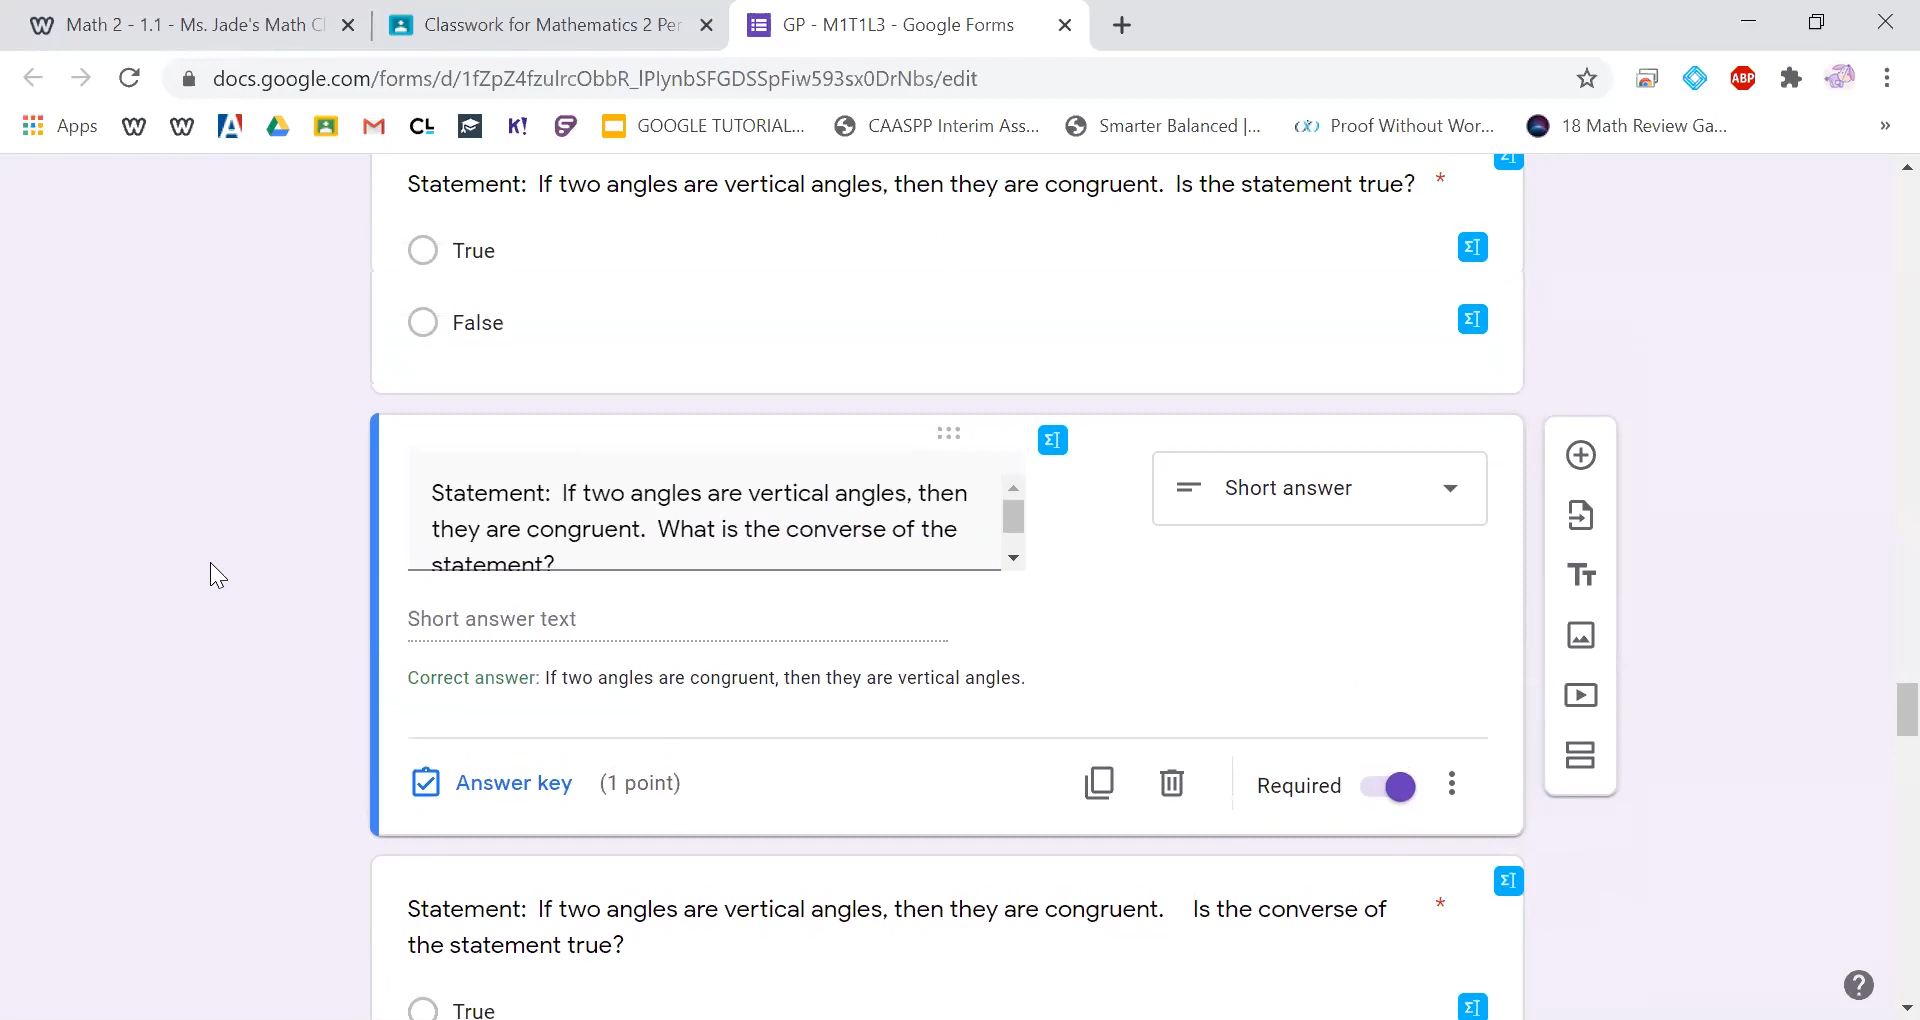 Math 2 - 1.1 - Ms. Jade's Math Cl
Classwork for Mathematics 2 Per
GP - M1T1L3 - Google Forms
docs.google.com/forms/d/1fZpZ4fzulrcObbR_lPIynbSFGDSSpFiw593sx0DrNbs/edit
ABP
Apps
CL
K!
GOOGLE TUTORIAL...
CAASPP Interim Ass...
Smarter Balanced |...
Proof Without Wor...
18 Math Review Ga...
Statement: If two angles are vertical angles, then they are congruent. Is the statement true? *
True
False
Statement: If two angles are vertical angles, then
they are congruent. What is the converse of the
statement?
Short answer
Short answer text
Correct answer: If two angles are congruent, then they are vertical angles.
Answer key (1 point)
Required
Statement: If two angles are vertical angles, then they are congruent. Is the converse of *
the statement true?
True